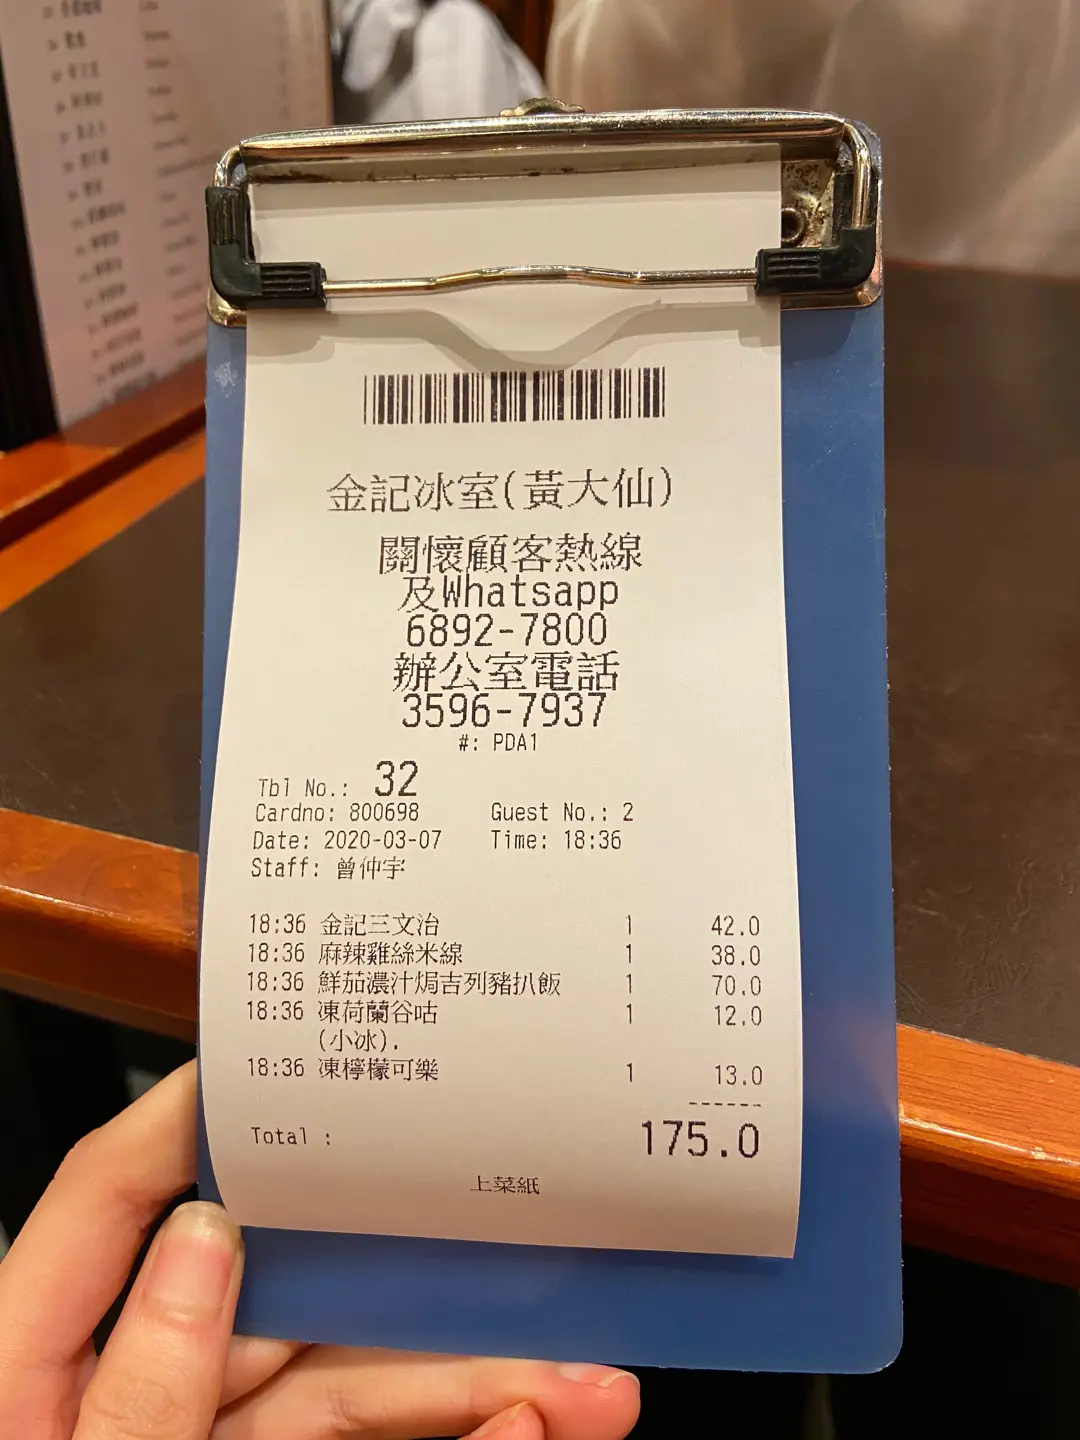 金記冰室(黃大仙)
關懷顧客熱線
及Whatsapp
6892-7800
辦公室電話
3596-7937
#: PDA1
Tbl No.: 32
Cardno: 800698 Guest No.: 2
Date: 2020-03-07 Time: 18:36
Staff: 曾仲宇
18:36 金記三文治 1 42.0
18:36 麻辣雞絲米線 1 38.0
18:36 鮮茄濃汁焗吉列豬扒飯 1 70.0
18:36 凍荷蘭谷咕 1 12.0
(小冰).
18:36 凍檸檬可樂 1 13.0
------
Total : 175.0
上菜紙